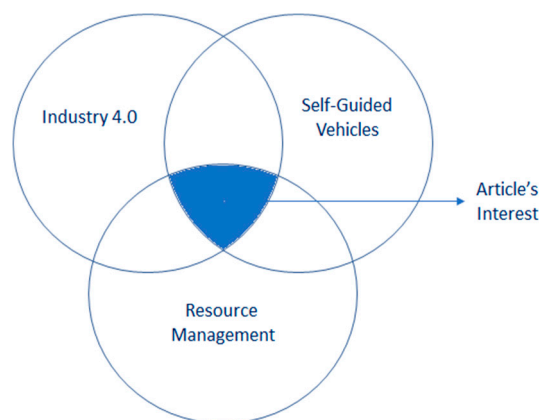 Industry 4.0
Self-Guided
Vehicles
Article's
Interest
Resource
Management